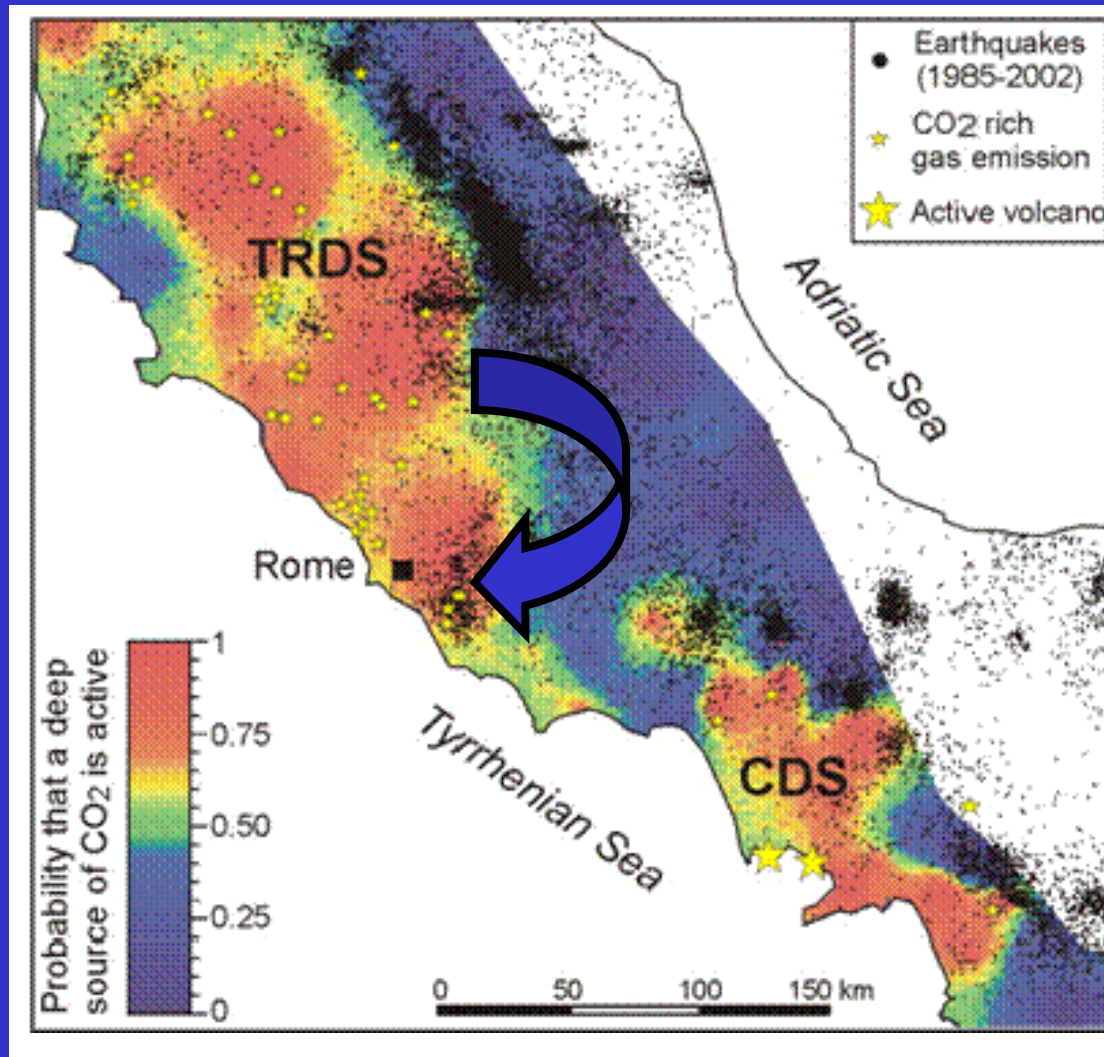 Earthquakes
(1985-2002)
CO2 rich
gas emission
Active volcano
TRDS
Adriatic Sea
Rome
Tyrrhenian Sea
CDS
Probability that a deep
source of CO2 is active
1
0.75
0.50
0.25
0
0 50 100 150 km